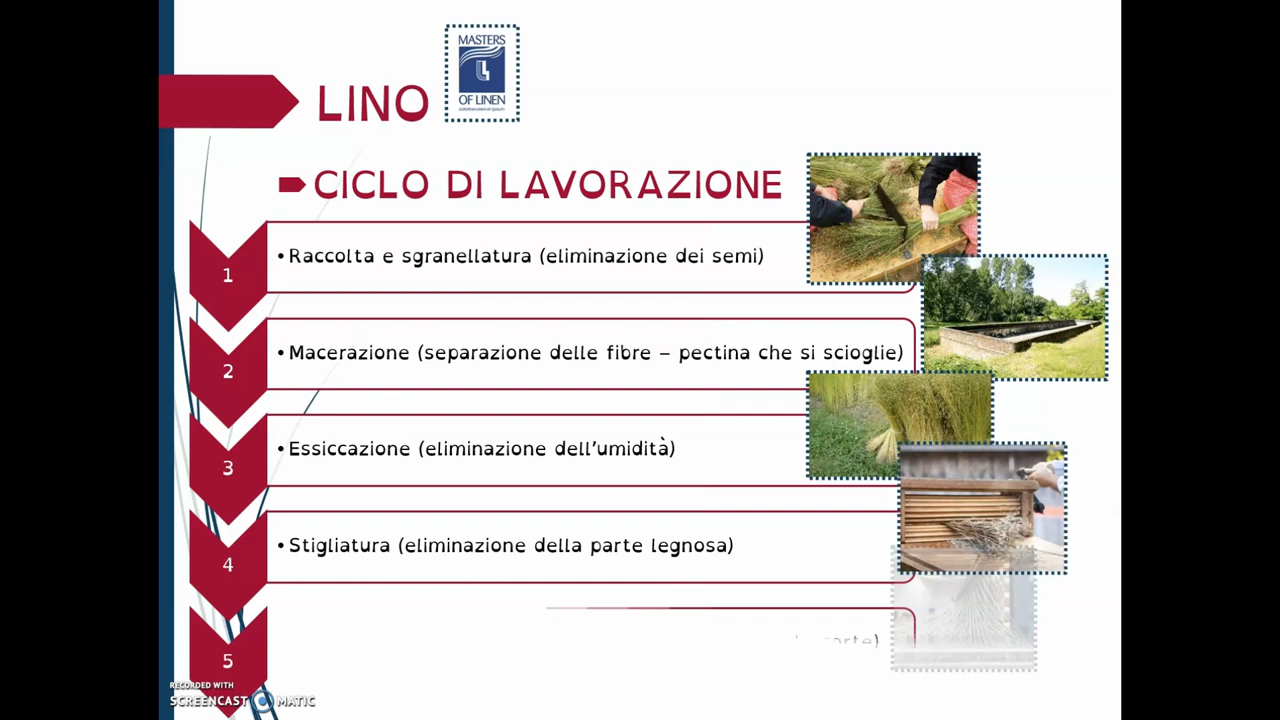 MASTERS
OF LINEN
LINO
CICLO DI LAVORAZIONE
1
• Raccolta e sgranellatura (eliminazione dei semi)
2
• Macerazione (separazione delle fibre – pectina che si scioglie)
3
• Essiccazione (eliminazione dell'umidità)
4
• Stigliatura (eliminazione della parte legnosa)
5
RECORDED WITH
SCREENCAST MATIC